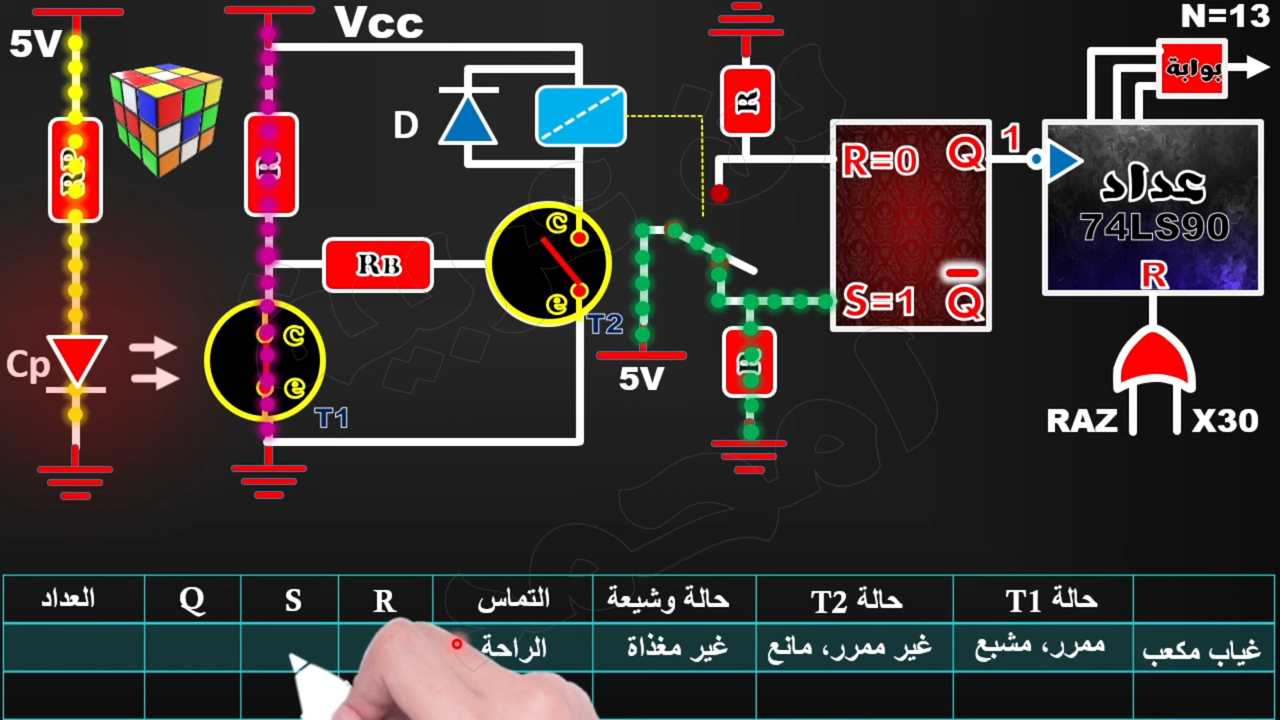 5V
Vcc
N=13
بوابة
RP
R
D
R
R=0
Q
1
عداد
74LS90
C
RB
e
T2
R
S=1
Q̅
Cp
C
e
T1
5V
R
RAZ
X30
حالة T1
حالة T2
حالة وشيعة
التماس
R
S
Q
العداد
غياب مكعب
ممرر، مشبع
غير ممرر، مانع
غير مغذاة
الراحة